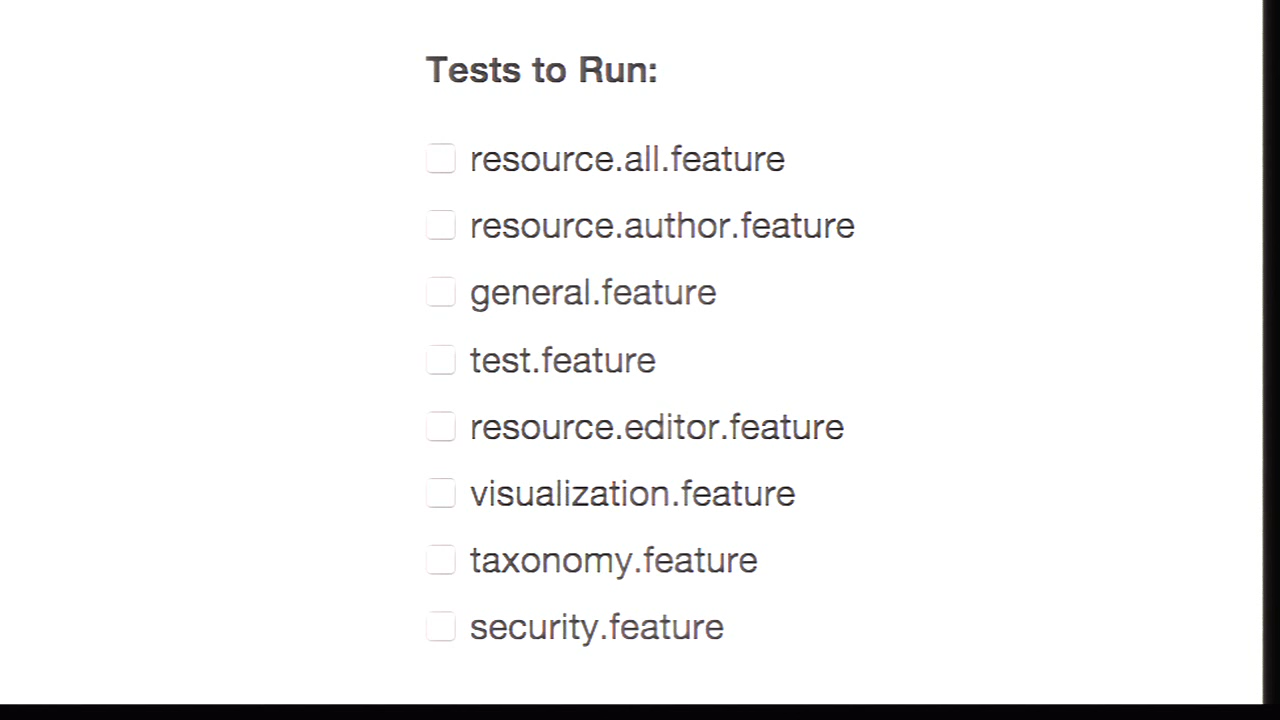 Tests to Run:
resource.all.feature
resource.author.feature
general.feature
test.feature
resource.editor.feature
visualization.feature
taxonomy.feature
security.feature